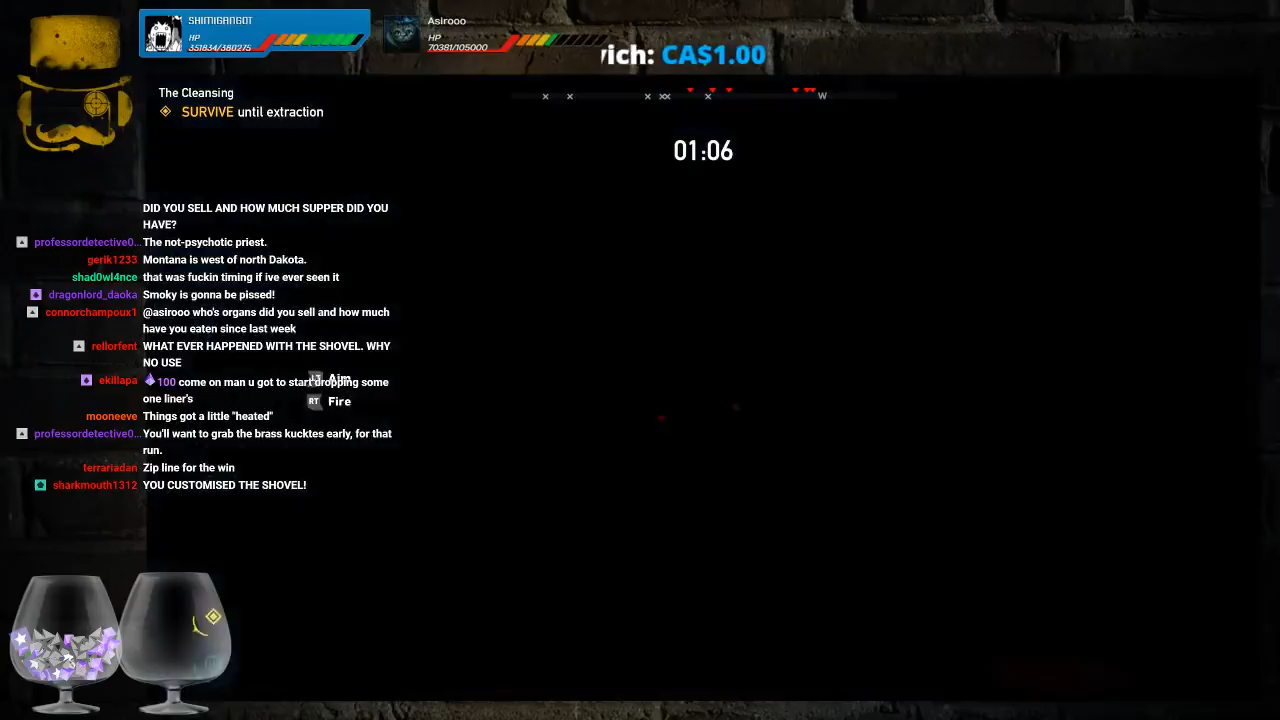 SHIMIGANGOT
HP
351834/380275
Asirooo
HP
70381/105000
vich: CA$1.00
The Cleansing
SURVIVE until extraction
W
01:06
DID YOU SELL AND HOW MUCH SUPPER DID YOU
HAVE?
professordetective0... The not-psychotic priest.
gerik1233 Montana is west of north Dakota.
shad0wl4nce that was fuckin timing if ive ever seen it
dragonlord_daoka Smoky is gonna be pissed!
connorchampoux1 @asirooo who's organs did you sell and how much
have you eaten since last week
rellorfent WHAT EVER HAPPENED WITH THE SHOVEL. WHY
NO USE
LT Aim
ekillapa 100 come on man u got to start dropping some
one liner's
RT Fire
mooneeve Things got a little "heated"
professordetective0... You'll want to grab the brass kucktes early, for that
run.
terrariadan Zip line for the win
sharkmouth1312 YOU CUSTOMISED THE SHOVEL!